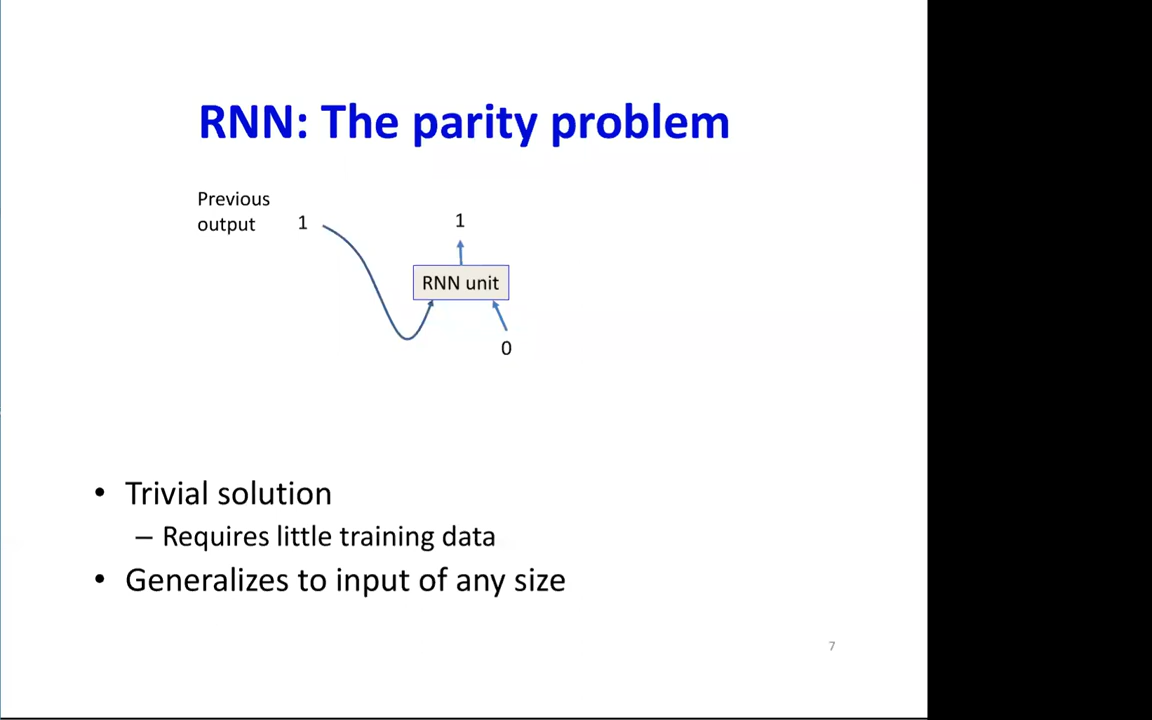 RNN: The parity problem
Previous
output
1
1
RNN unit
0
• Trivial solution
– Requires little training data
• Generalizes to input of any size
7